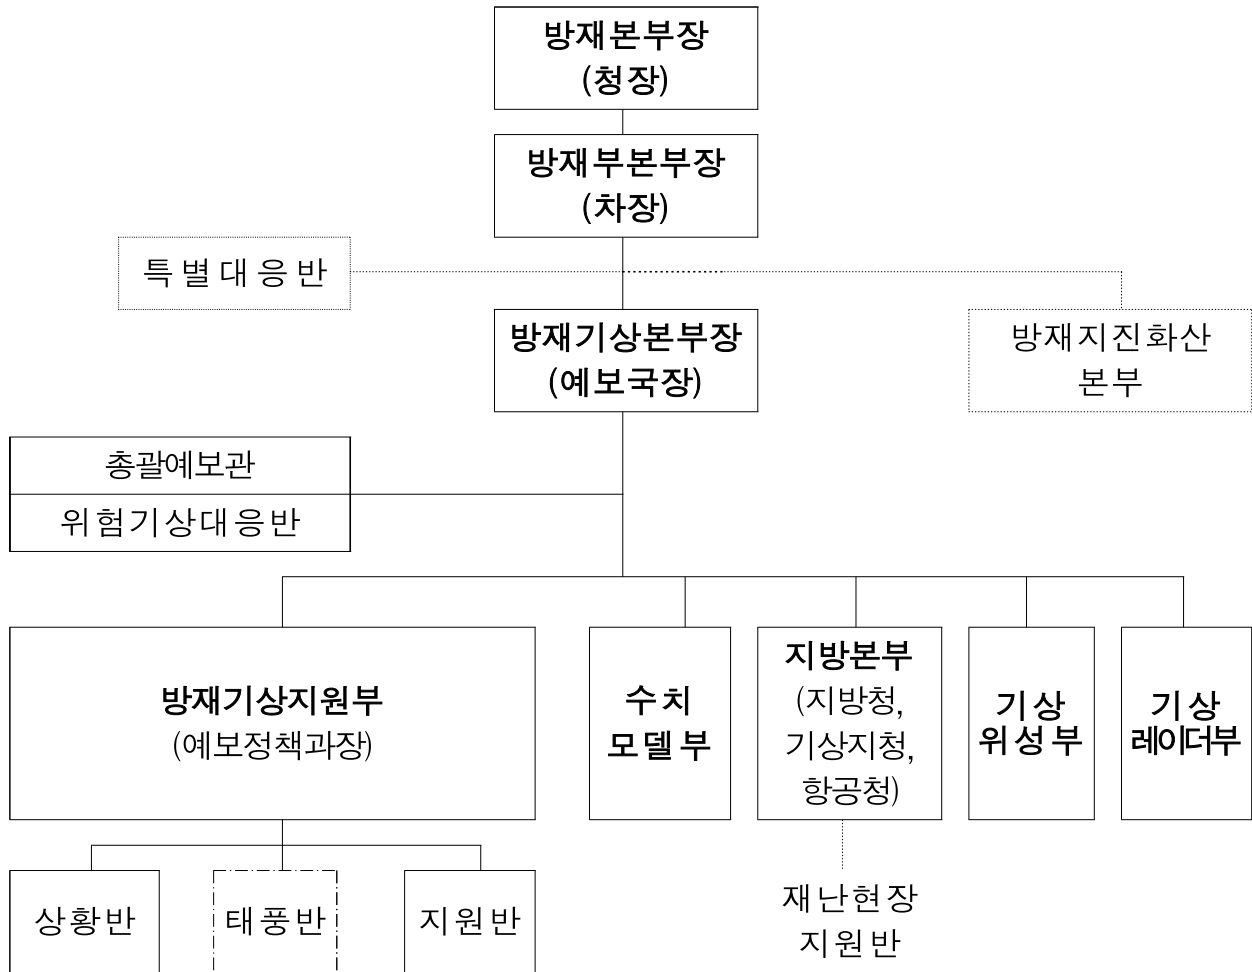 방재본부장
(청장)
방재부본부장
(차장)
특별대응반
방재기상본부장
(예보국장)
방재지진화산
본부
총괄예보관
위험기상대응반
방재기상지원부
(예보정책과장)
수치
모델부
지방본부
(지방청,
기상지청,
항공청)
기상
위성부
기상
레이더부
상황반
태풍반
지원반
재난현장
지원반